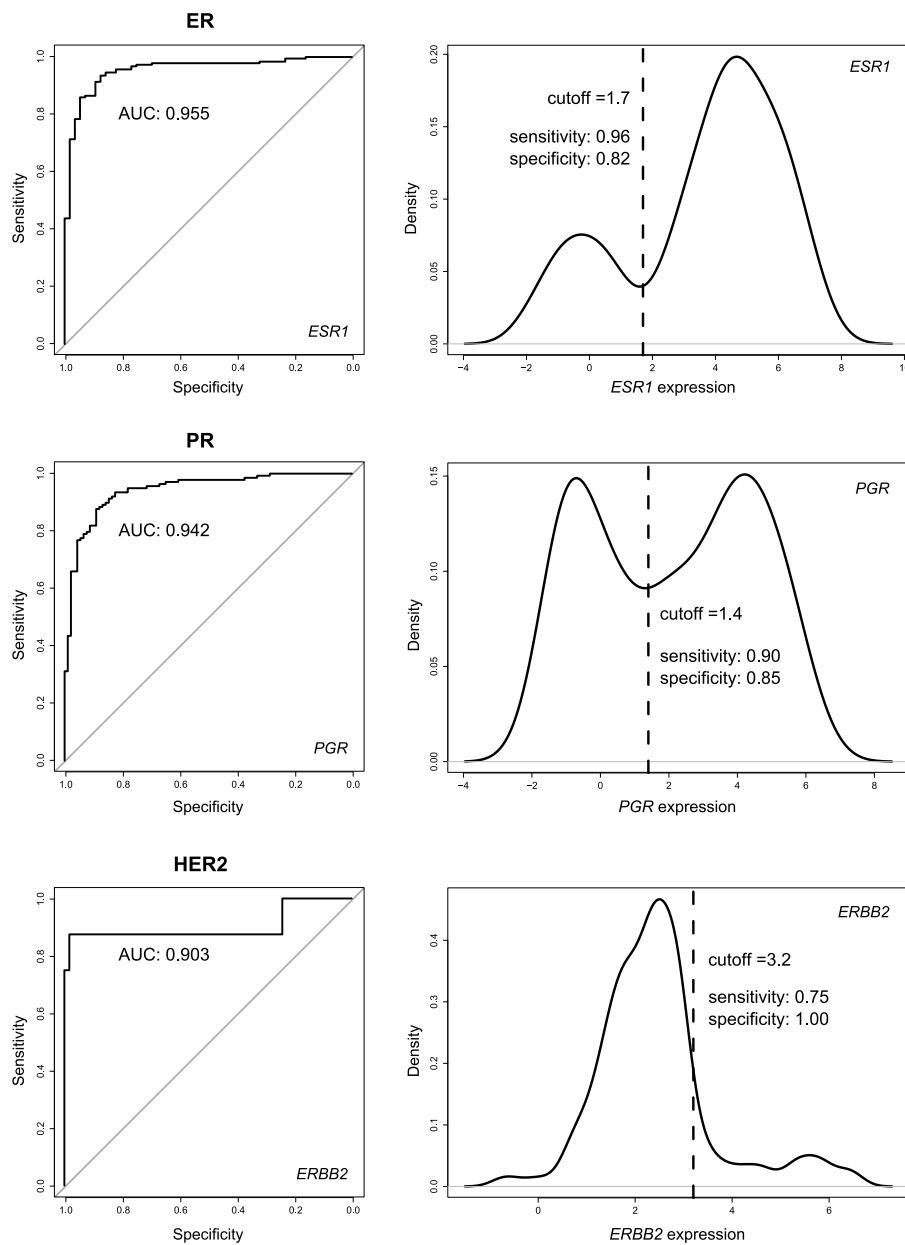 ER
Sensitivity
1.0
0.8
0.6
0.4
0.2
0.0
AUC: 0.955
ESR1
1.0 0.8 0.6 0.4 0.2 0.0
Specificity
Density
0.20
0.15
0.10
0.05
0.00
ESR1
cutoff =1.7
sensitivity: 0.96
specificity: 0.82
−4 −2 0 2 4 6 8 10
ESR1 expression
PR
Sensitivity
1.0
0.8
0.6
0.4
0.2
0.0
AUC: 0.942
PGR
1.0 0.8 0.6 0.4 0.2 0.0
Specificity
Density
0.15
0.10
0.05
0.00
PGR
cutoff =1.4
sensitivity: 0.90
specificity: 0.85
−4 −2 0 2 4 6 8
PGR expression
HER2
Sensitivity
1.0
0.8
0.6
0.4
0.2
0.0
AUC: 0.903
ERBB2
1.0 0.8 0.6 0.4 0.2 0.0
Specificity
Density
0.4
0.3
0.2
0.1
0.0
ERBB2
cutoff =3.2
sensitivity: 0.75
specificity: 1.00
0 2 4 6
ERBB2 expression